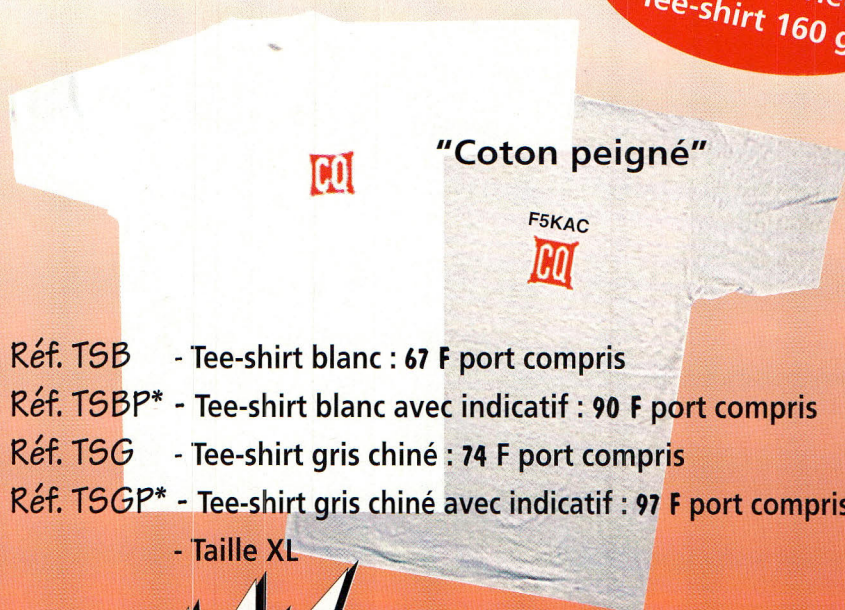 Tee-shirt 160 g
CQ
"Coton peigné"
F5KAC
CQ
Réf. TSB - Tee-shirt blanc : 67 F port compris
Réf. TSBP* - Tee-shirt blanc avec indicatif : 90 F port compris
Réf. TSG - Tee-shirt gris chiné : 74 F port compris
Réf. TSGP* - Tee-shirt gris chiné avec indicatif : 97 F port compris
- Taille XL